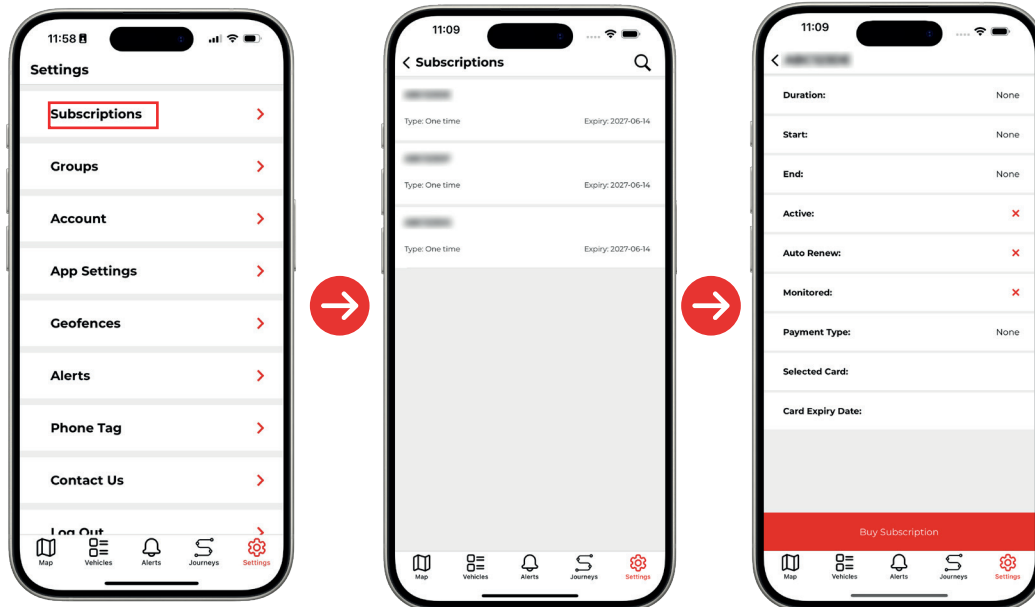 11:58
Settings
Subscriptions
Groups
Account
App Settings
Geofences
Alerts
Phone Tag
Contact Us
Log Out
Map Vehicles Alerts Journeys Settings
11:09
Subscriptions
Type: One time Expiry: 2027-06-14
Type: One time Expiry: 2027-06-14
Type: One time Expiry: 2027-06-14
Map Vehicles Alerts Journeys Settings
11:09
Duration: None
Start: None
End: None
Active:
Auto Renew:
Monitored:
Payment Type: None
Selected Card:
Card Expiry Date:
Buy Subscription
Map Vehicles Alerts Journeys Settings